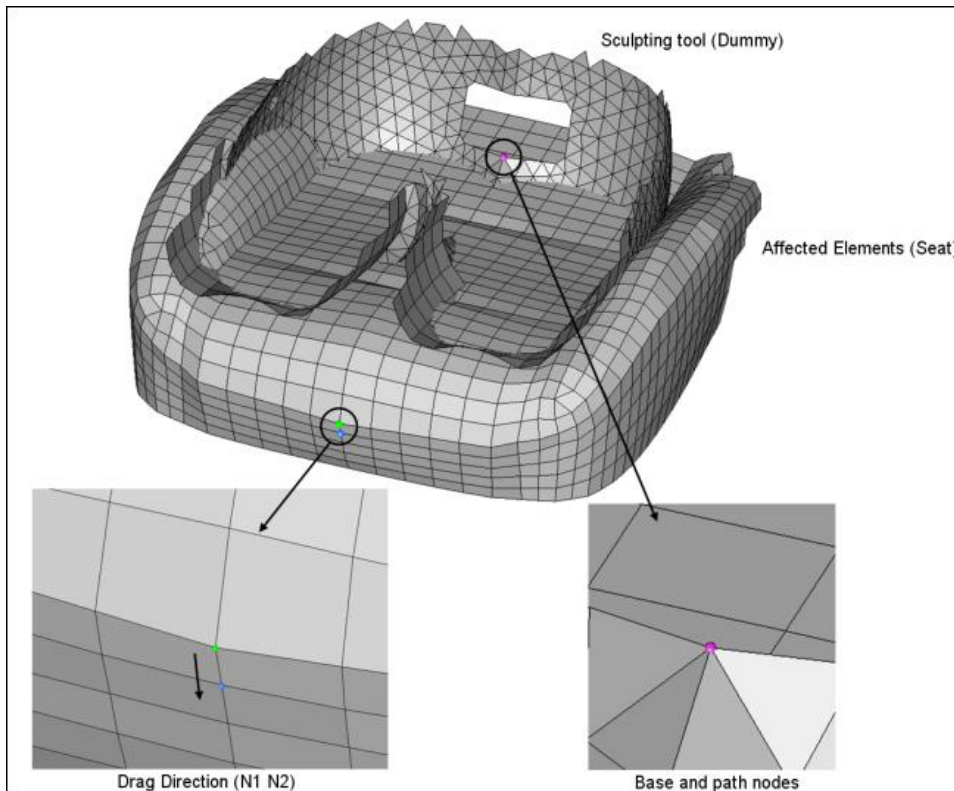 Sculpting tool (Dummy)
Affected Elements (Seat)
Drag Direction (N1 N2)
Base and path nodes